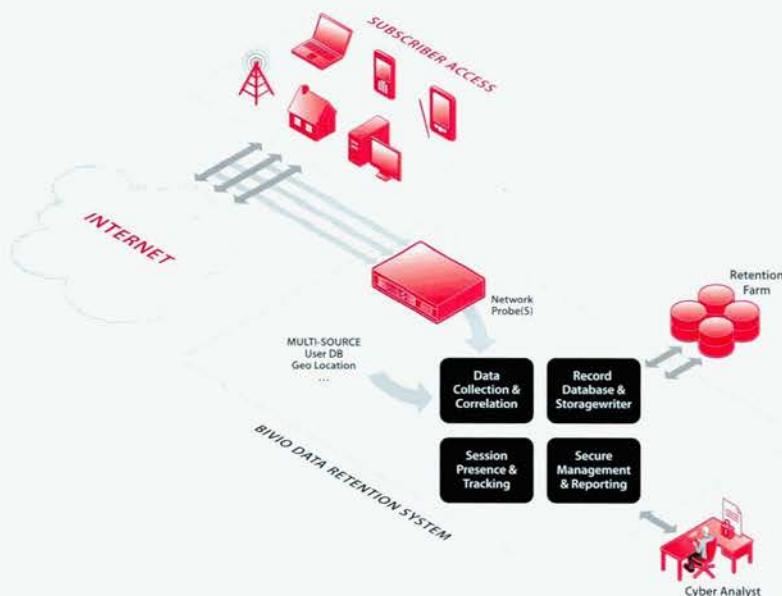 SUBSCRIBER ACCESS
INTERNET
Network
Probe(S)
Retention
Farm
MULTI-SOURCE
User DB
Geo Location
...
Data
Collection &
Correlation
Record
Database &
Storagewriter
Session
Presence &
Tracking
Secure
Management
& Reporting
BIVIO DATA RETENTION SYSTEM
Cyber Analyst